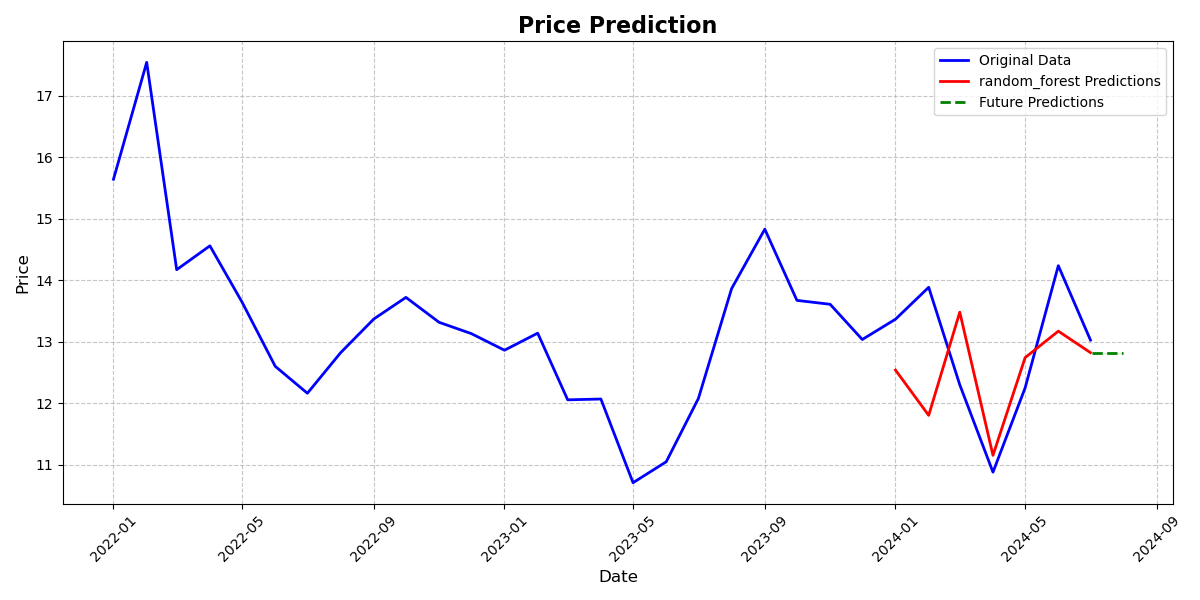 Price Prediction
Original Data
random_forest Predictions
Future Predictions
Price
17
16
15
14
13
12
11
2022-01
2022-05
2022-09
2023-01
2023-05
2023-09
2024-01
2024-05
2024-09
Date